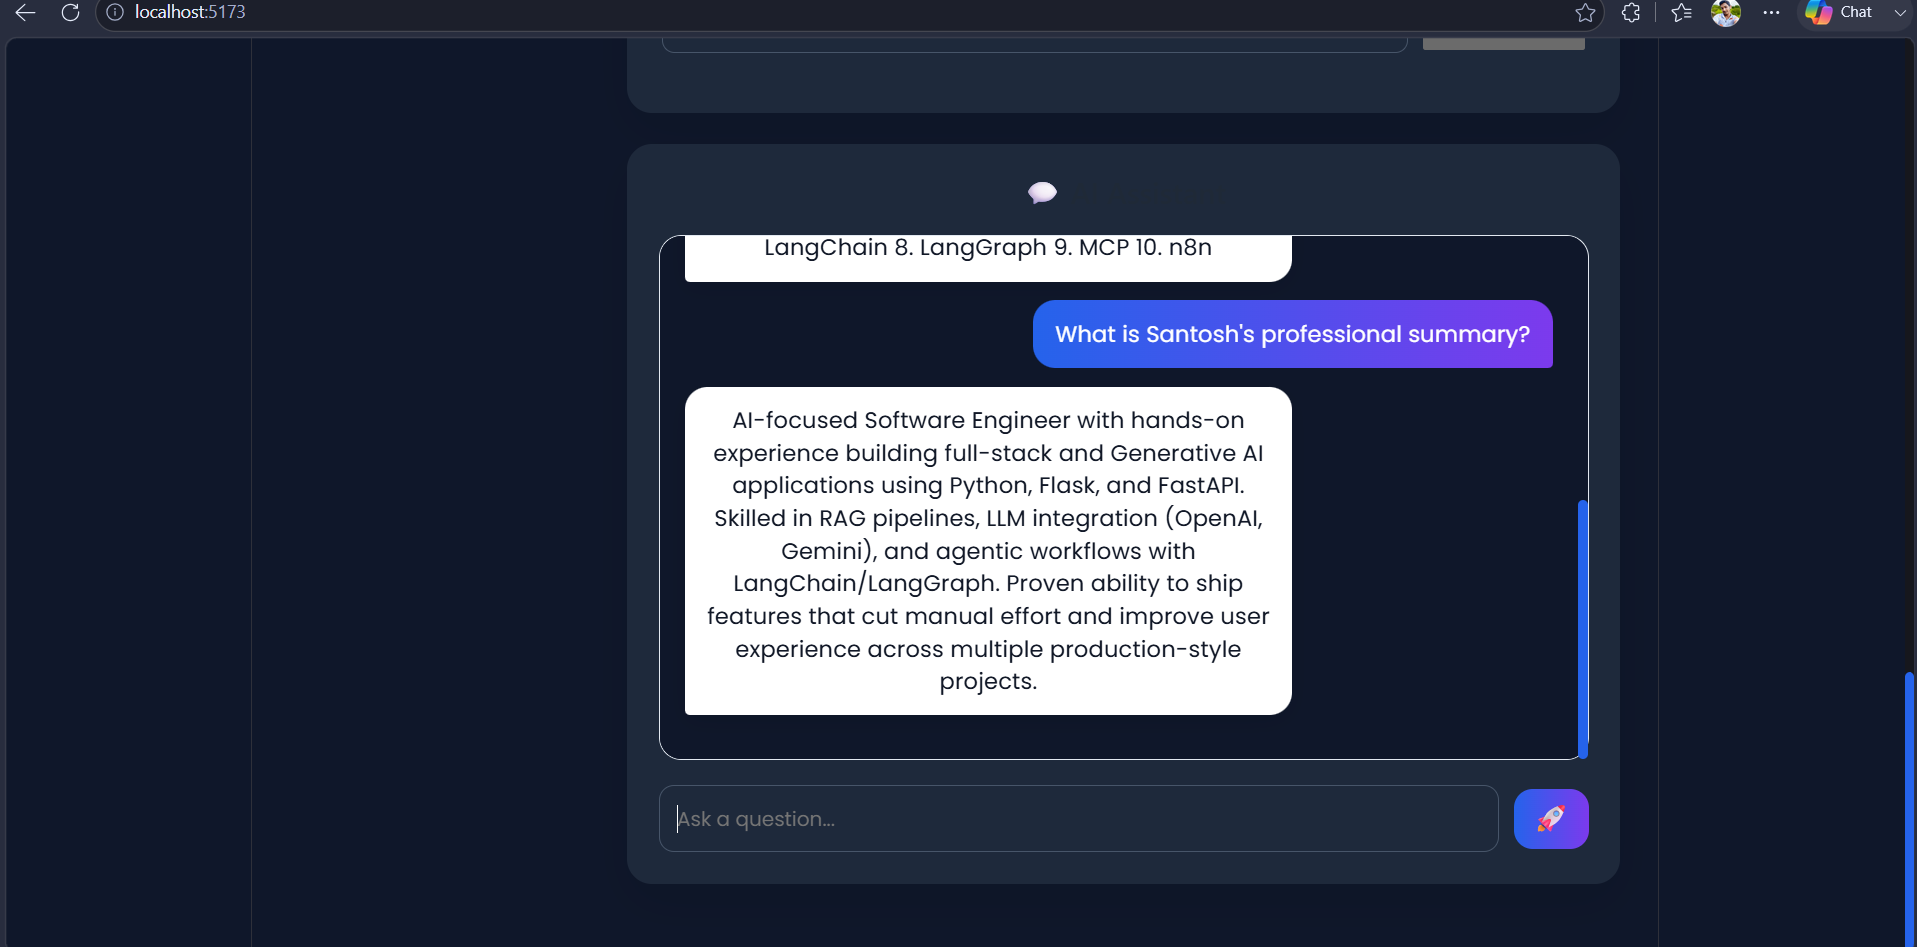 localhost:5173
Chat
LangChain 8. LangGraph 9. MCP 10. n8n
What is Santosh's professional summary?
AI-focused Software Engineer with hands-on
experience building full-stack and Generative AI
applications using Python, Flask, and FastAPI.
Skilled in RAG pipelines, LLM integration (OpenAI,
Gemini), and agentic workflows with
LangChain/LangGraph. Proven ability to ship
features that cut manual effort and improve user
experience across multiple production-style
projects.
Ask a question...